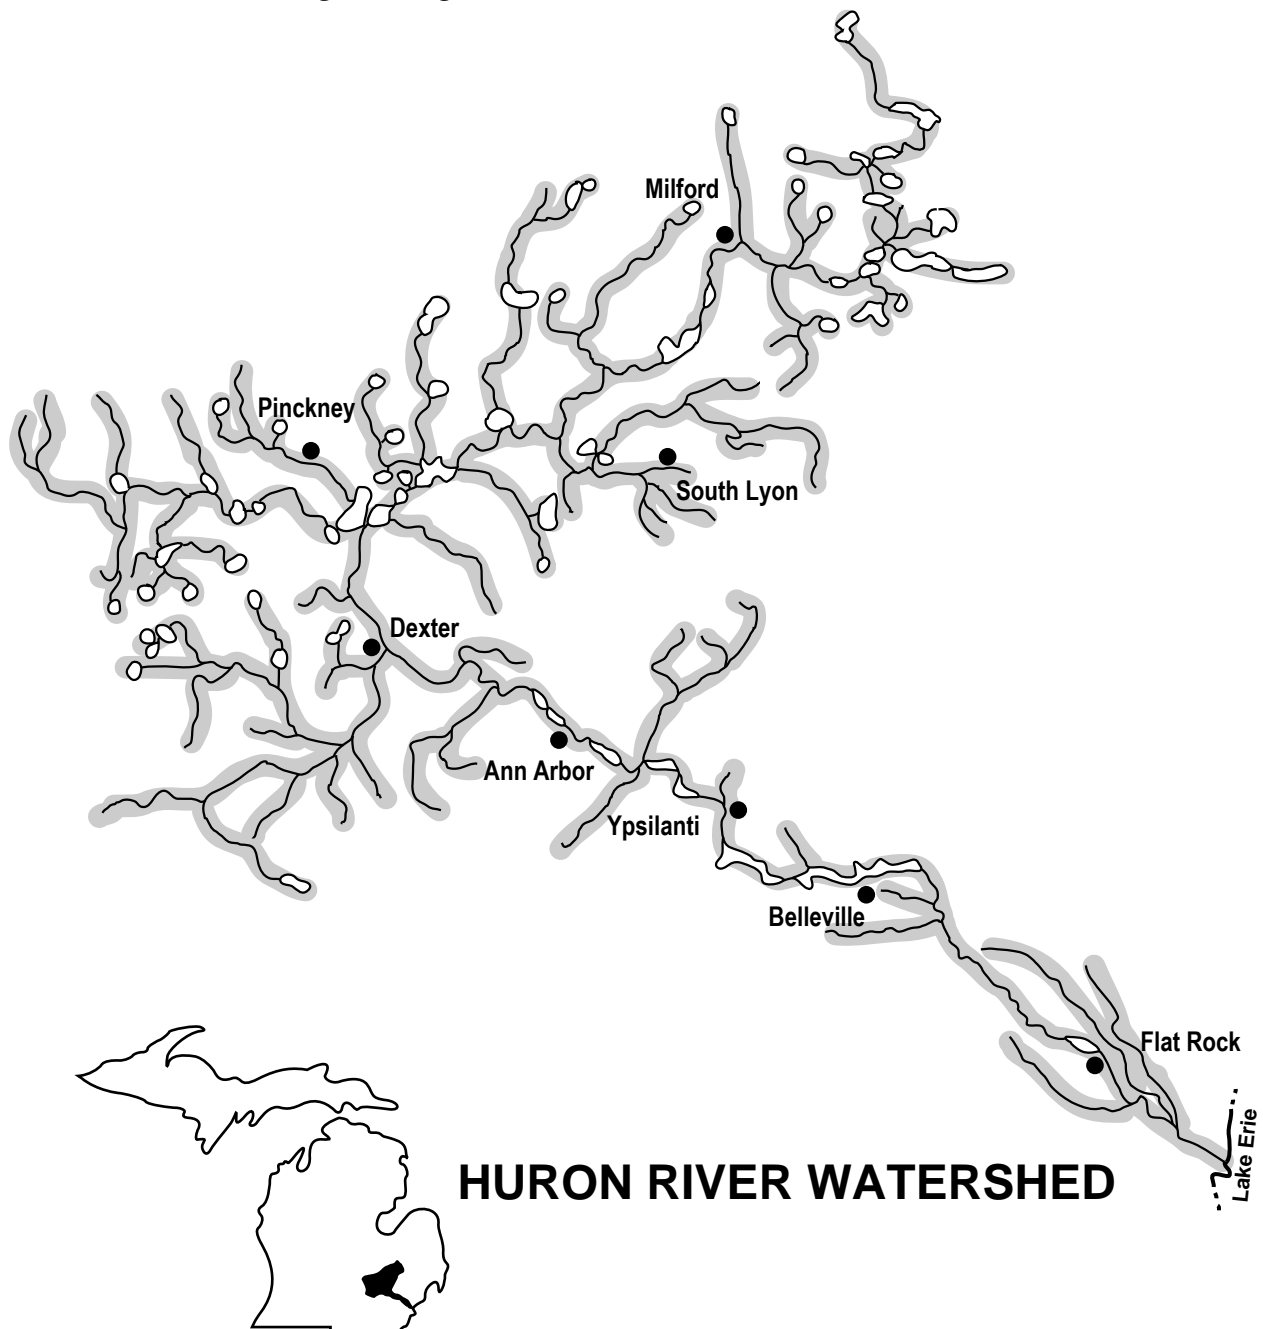 Milford
Pinckney
South Lyon
Dexter
Ann Arbor
Ypsilanti
Belleville
Flat Rock
Lake Erie
HURON RIVER WATERSHED